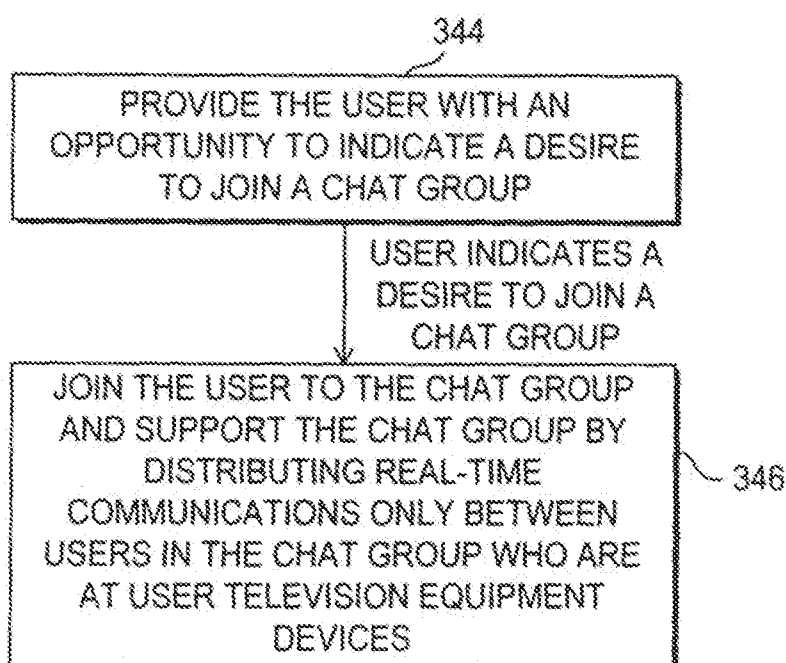 344
PROVIDE THE USER WITH AN
OPPORTUNITY TO INDICATE A DESIRE
TO JOIN A CHAT GROUP
USER INDICATES A
DESIRE TO JOIN A
CHAT GROUP
JOIN THE USER TO THE CHAT GROUP
AND SUPPORT THE CHAT GROUP BY
DISTRIBUTING REAL-TIME
COMMUNICATIONS ONLY BETWEEN
USERS IN THE CHAT GROUP WHO ARE
AT USER TELEVISION EQUIPMENT
DEVICES
346